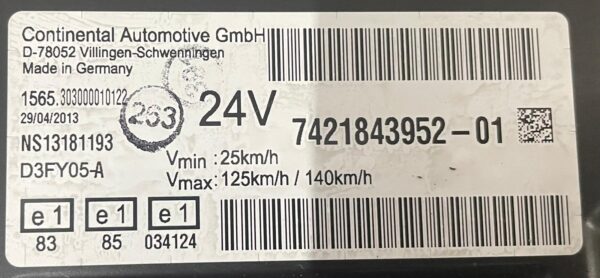 Continental Automotive GmbH
D-78052 Villingen-Schwenningen
Made in Germany
1565.303000010122
29/04/2013
263
24V
7421843952-01
NS13181193
D3FY05-A
Vmin :25km/h
Vmax: 125km/h / 140km/h
e1 e1 e1
83 85 034124